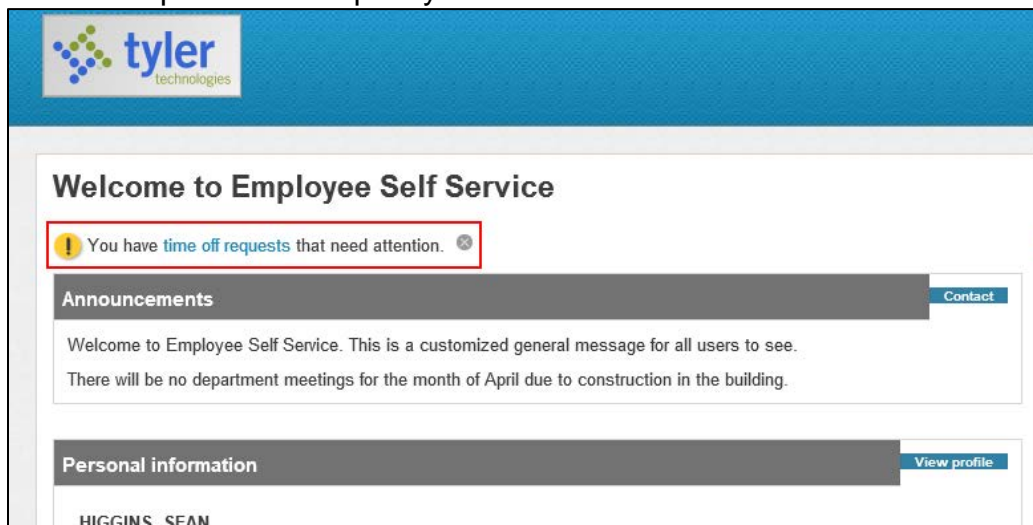 tyler
technologies
Welcome to Employee Self Service
You have time off requests that need attention.
Announcements
Contact
Welcome to Employee Self Service. This is a customized general message for all users to see.
There will be no department meetings for the month of April due to construction in the building.
Personal information
View profile
HIGGINS, SEAN